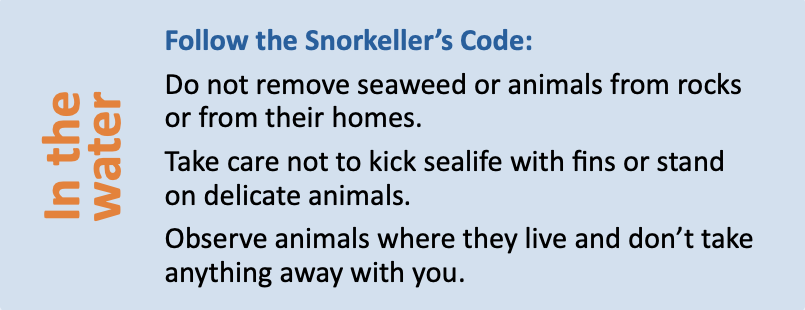 In the
water
Follow the Snorkeller’s Code:
Do not remove seaweed or animals from rocks
or from their homes.
Take care not to kick sealife with fins or stand
on delicate animals.
Observe animals where they live and don’t take
anything away with you.